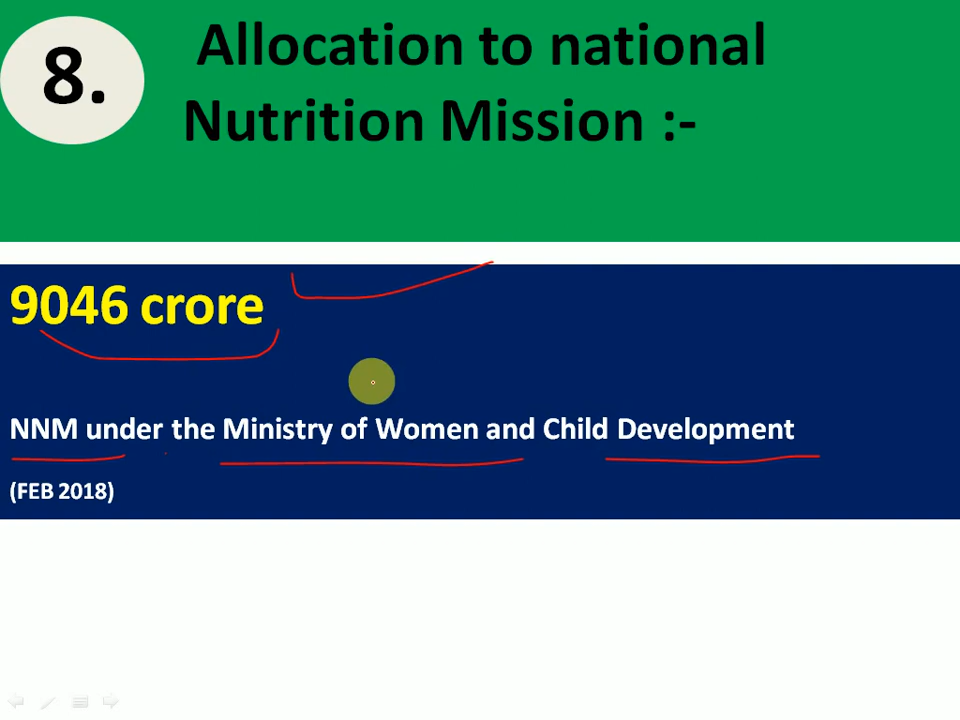 8.
Allocation to national
Nutrition Mission :-
9046 crore
NNM under the Ministry of Women and Child Development
(FEB 2018)